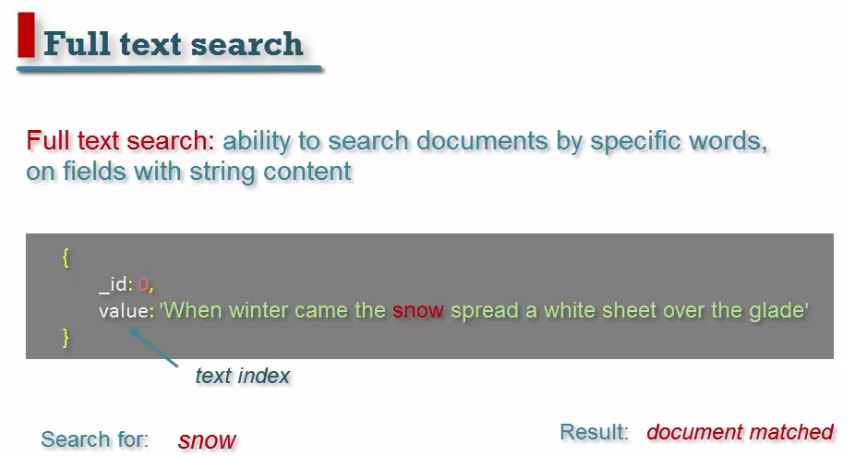 Full text search
Full text search: ability to search documents by specific words,
on fields with string content
{
_id: 0,
value: 'When winter came the snow spread a white sheet over the glade'
}
text index
Search for: snow
Result: document matched